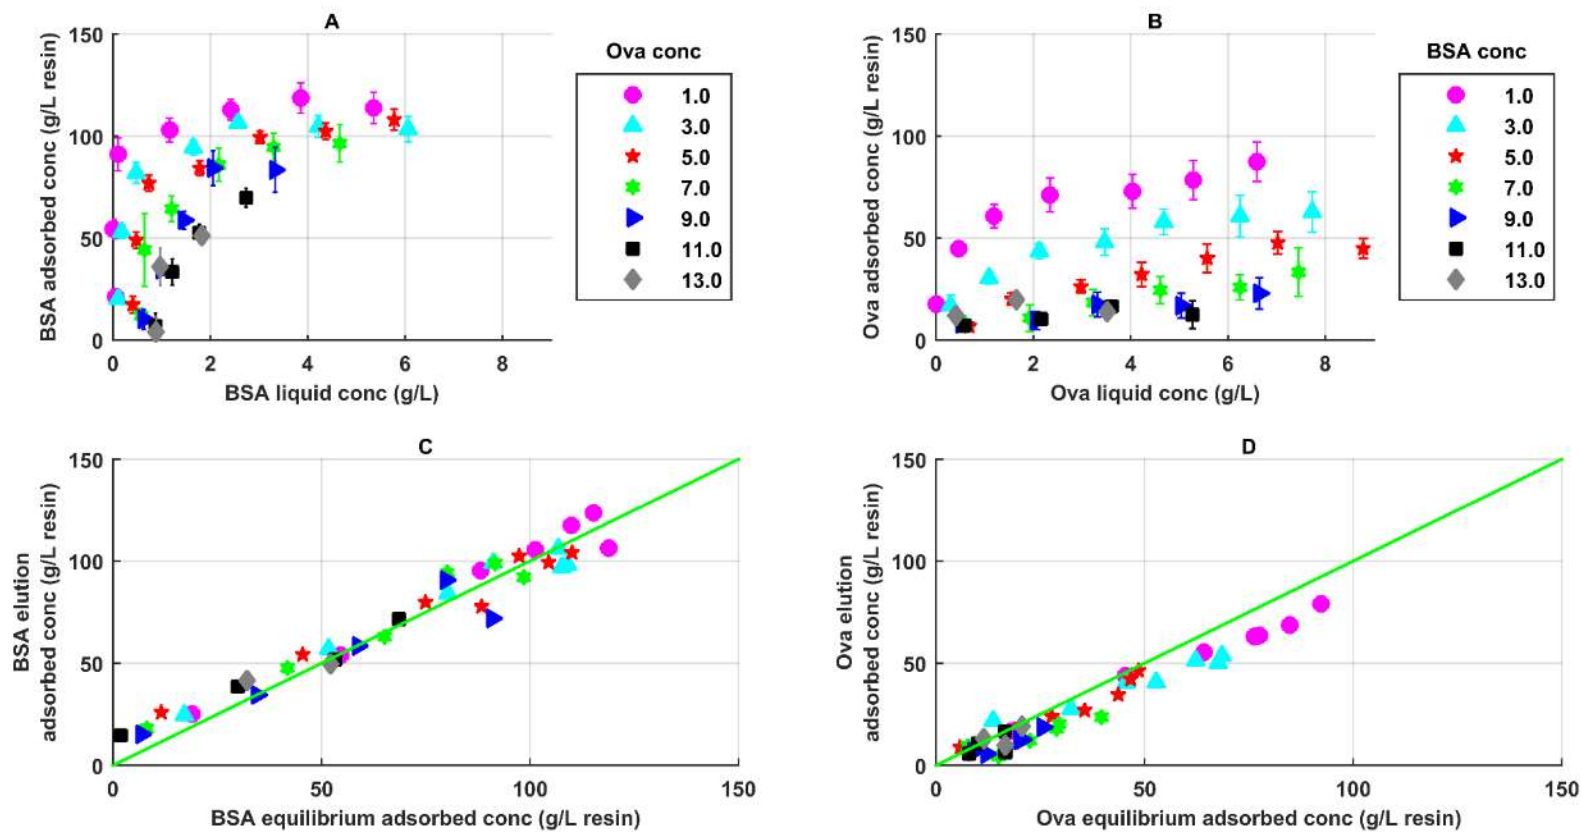 A
BSA adsorbed conc (g/L resin)
150
100
50
0
0 2 4 6 8
BSA liquid conc (g/L)
Ova conc
1.0
3.0
5.0
7.0
9.0
11.0
13.0
B
Ova adsorbed conc (g/L resin)
150
100
50
0
0 2 4 6 8
Ova liquid conc (g/L)
BSA conc
1.0
3.0
5.0
7.0
9.0
11.0
13.0
C
BSA elution
adsorbed conc (g/L resin)
150
100
50
0
0 50 100 150
BSA equilibrium adsorbed conc (g/L resin)
D
Ova elution
adsorbed conc (g/L resin)
150
100
50
0
0 50 100 150
Ova equilibrium adsorbed conc (g/L resin)